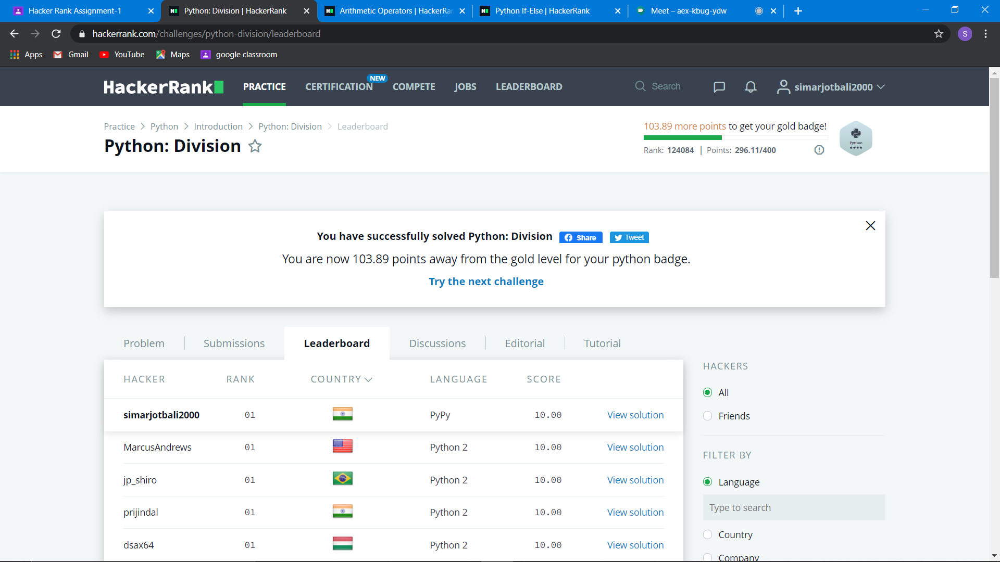 Hacker Rank Assignment-1
Python: Division | HackerRank
Arithmetic Operators | HackerRa
Python If-Else | HackerRank
Meet – aex-kbug-ydw
hackerrank.com/challenges/python-division/leaderboard
S
Apps
Gmail
YouTube
Maps
google classroom
HackerRank
PRACTICE
CERTIFICATION
NEW
COMPETE
JOBS
LEADERBOARD
Search
simarjotbali2000
Practice > Python > Introduction > Python: Division > Leaderboard
Python: Division
103.89 more points to get your gold badge!
Rank: 124084 | Points: 296.11/400
Python
You have successfully solved Python: Division
Share
Tweet
You are now 103.89 points away from the gold level for your python badge.
Try the next challenge
Problem
Submissions
Leaderboard
Discussions
Editorial
Tutorial
HACKER RANK COUNTRY LANGUAGE SCORE
simarjotbali2000 01 PyPy 10.00 View solution
MarcusAndrews 01 Python 2 10.00 View solution
jp_shiro 01 Python 2 10.00 View solution
prijindal 01 Python 2 10.00 View solution
dsax64 01 Python 2 10.00 View solution
HACKERS
All
Friends
FILTER BY
Language
Type to search
Country
Company